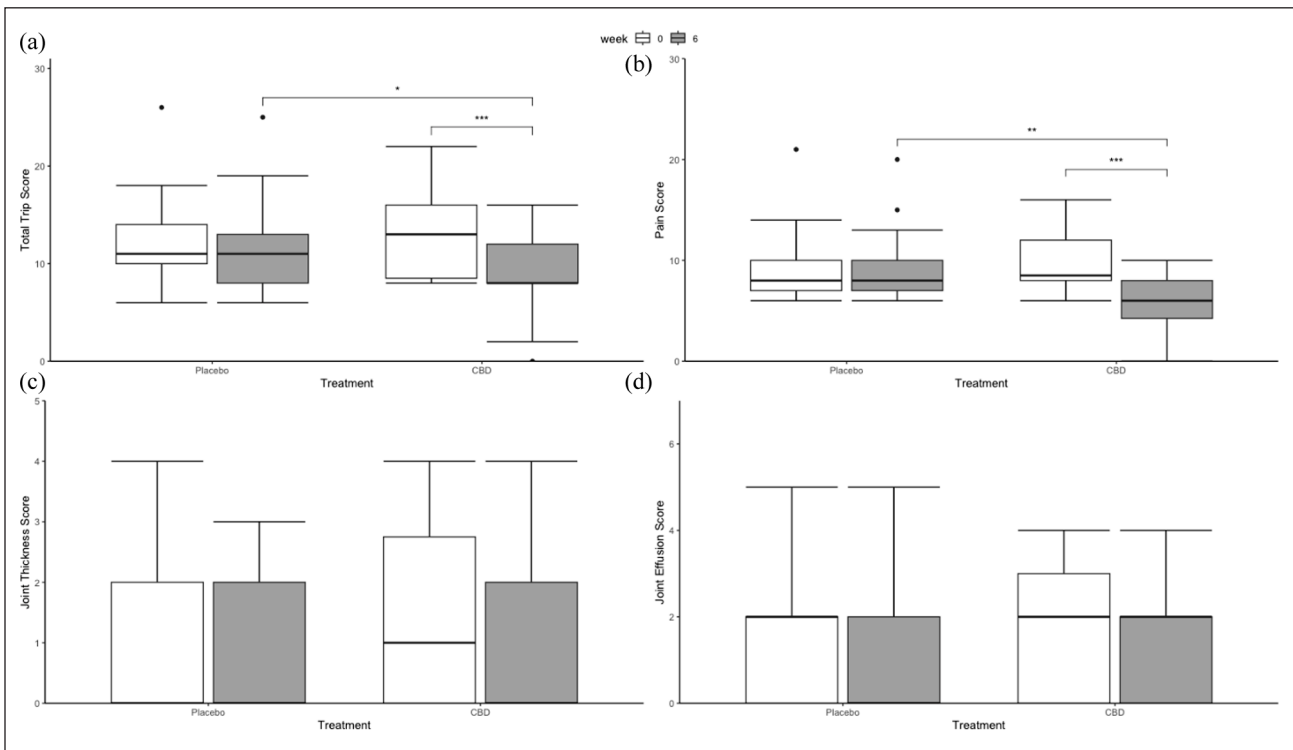 week 0 6
(a)
Total Trip Score
30
20
10
0
*
***
Placebo CBD
Treatment
(b)
Pain Score
30
20
10
0
**
***
Placebo CBD
Treatment
(c)
Joint Thickness Score
5
4
3
2
1
0
Placebo CBD
Treatment
(d)
Joint Effusion Score
6
4
2
0
Placebo CBD
Treatment